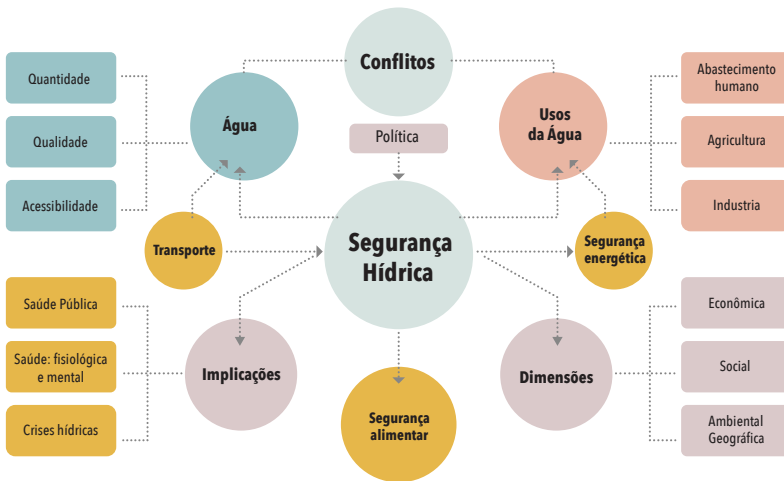 Conflitos
Quantidade
Qualidade
Acessibilidade
Água
Política
Usos
da Água
Abastecimento
humano
Agricultura
Industria
Transporte
Segurança
Hídrica
Segurança
energética
Saúde Pública
Saúde: fisiológica
e mental
Crises hídricas
Implicações
Segurança
alimentar
Dimensões
Econômica
Social
Ambiental
Geográfica